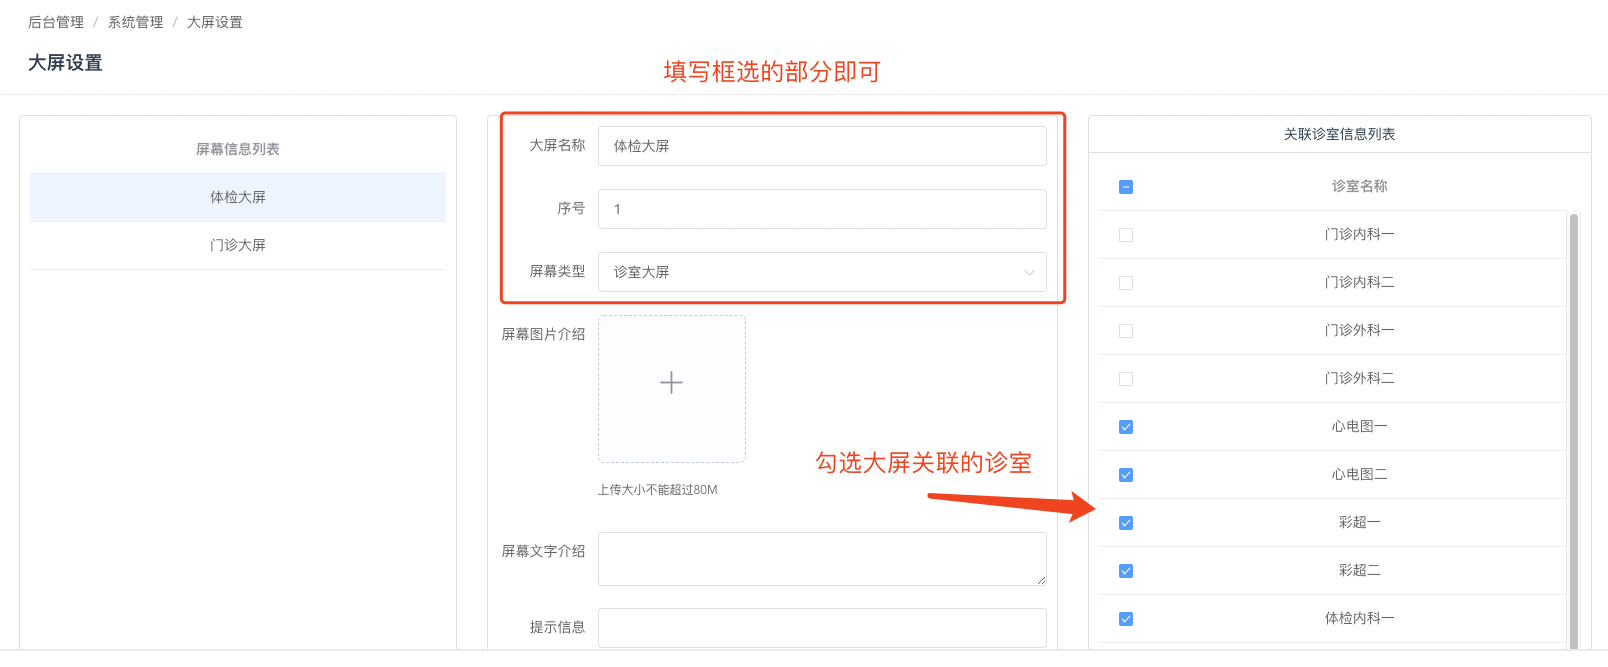 后台管理 / 系统管理 / 大屏设置
大屏设置
填写框选的部分即可
屏幕信息列表
体检大屏
门诊大屏
大屏名称 体检大屏
序号 1
屏幕类型 诊室大屏
屏幕图片介绍
上传大小不能超过80M
勾选大屏关联的诊室
屏幕文字介绍
提示信息
关联诊室信息列表
诊室名称
门诊内科一
门诊内科二
门诊外科一
门诊外科二
心电图一
心电图二
彩超一
彩超二
体检内科一